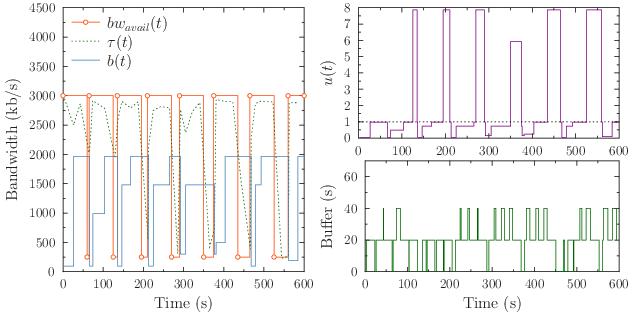 4500
4000
3500
3000
2500
2000
1500
1000
500
0
Bandwidth (kb/s)
bw_avail(t)
τ(t)
b(t)
0 100 200 300 400 500 600
Time (s)
8
7
6
5
4
3
2
1
0
u(t)
0 100 200 300 400 500 600
60
40
20
0
Buffer (s)
0 100 200 300 400 500 600
Time (s)